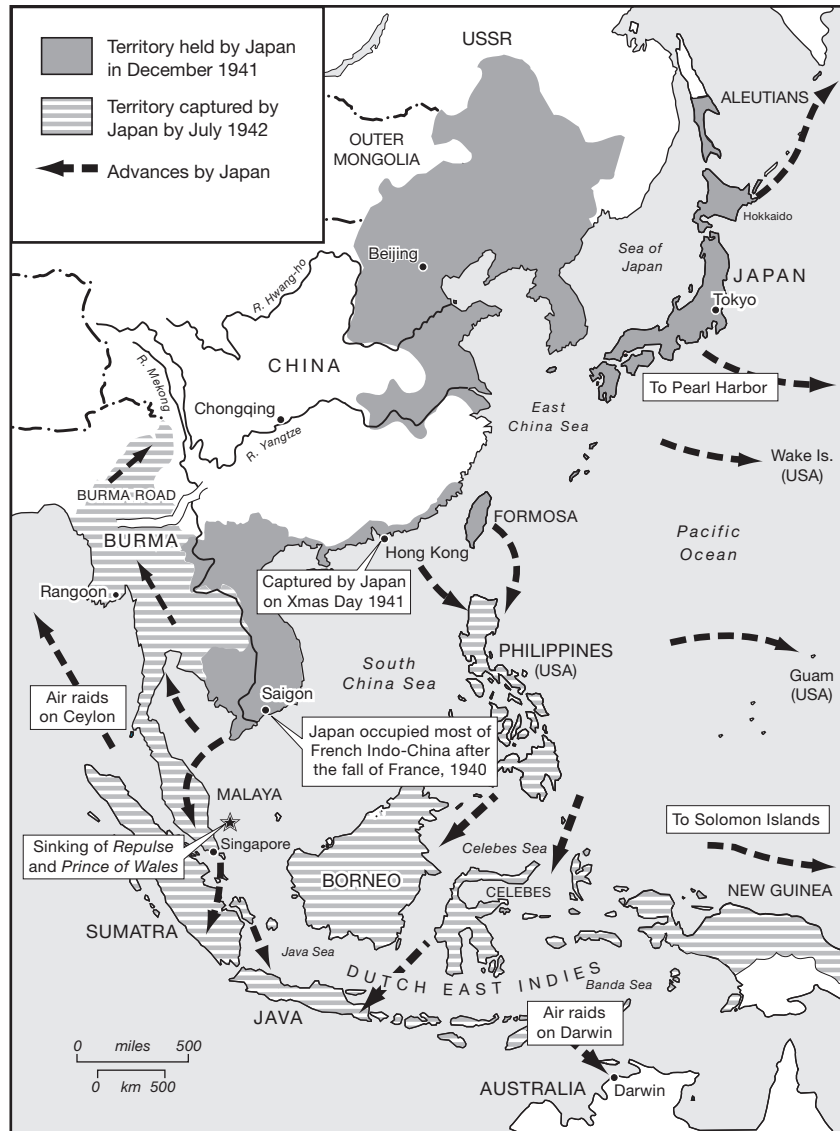 Territory held by Japan
in December 1941
Territory captured by
Japan by July 1942
Advances by Japan
USSR
ALEUTIANS
OUTER
MONGOLIA
Hokkaido
Beijing
Sea of
Japan
JAPAN
Tokyo
R. Hwang-ho
CHINA
R. Mekong
To Pearl Harbor
Chongqing
East
China Sea
R. Yangtze
Wake Is.
(USA)
BURMA ROAD
FORMOSA
Pacific
Ocean
BURMA
Hong Kong
Captured by Japan
on Xmas Day 1941
Rangoon
PHILIPPINES
(USA)
South
China Sea
Guam
(USA)
Air raids
on Ceylon
Saigon
Japan occupied most of
French Indo-China after
the fall of France, 1940
MALAYA
To Solomon Islands
Sinking of Repulse
and Prince of Wales
Singapore
Celebes Sea
BORNEO
CELEBES
NEW GUINEA
SUMATRA
Java Sea
DUTCH EAST INDIES
Banda Sea
JAVA
Air raids
on Darwin
0 miles 500
0 km 500
AUSTRALIA
Darwin